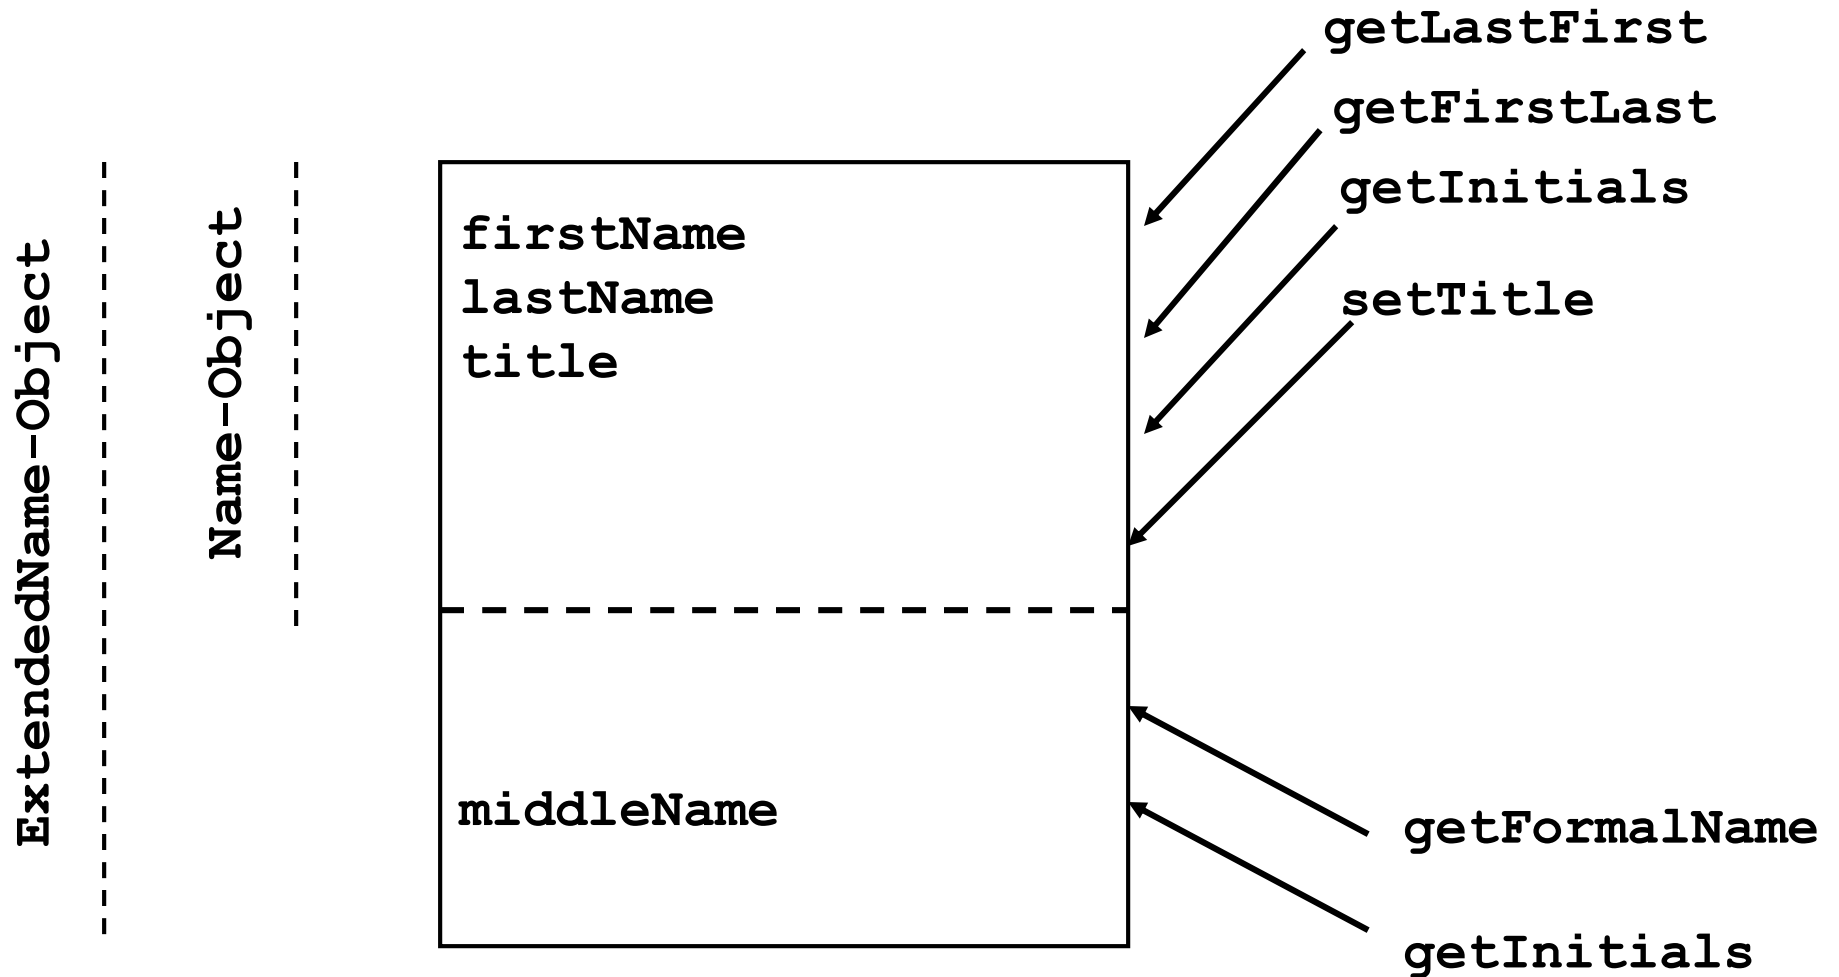 getLastFirst
getFirstLast
getInitials
setTitle
ExtendedName-Object
Name-Object
firstName
lastName
title
middleName
getFormalName
getInitials